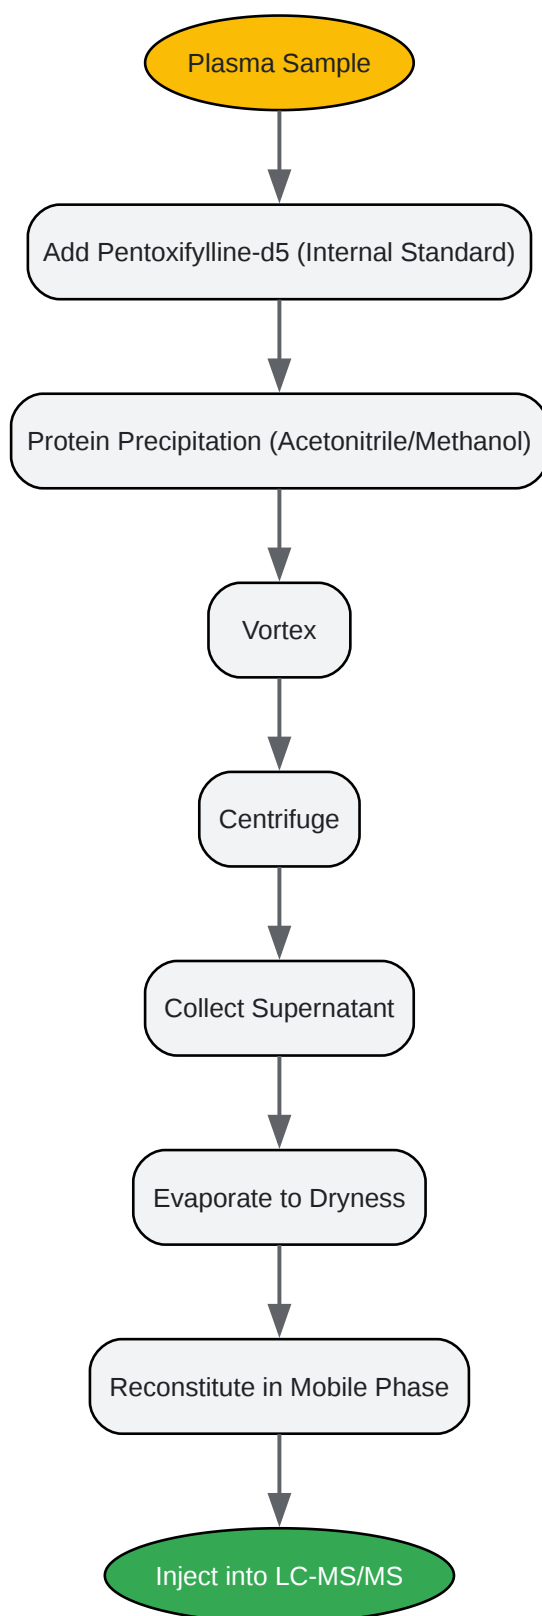 Plasma Sample
Add Pentoxifylline-d5 (Internal Standard)
Protein Precipitation (Acetonitrile/Methanol)
Vortex
Centrifuge
Collect Supernatant
Evaporate to Dryness
Reconstitute in Mobile Phase
Inject into LC-MS/MS